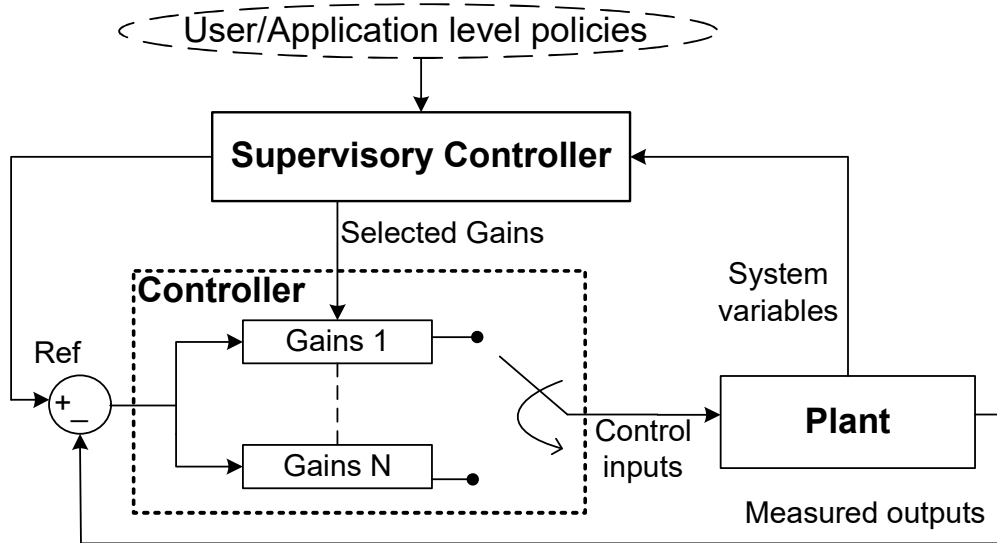 User/Application level policies
Supervisory Controller
Selected Gains
Controller
System
variables
Gains 1
Ref
+
−
Plant
Control
inputs
Gains N
Measured outputs